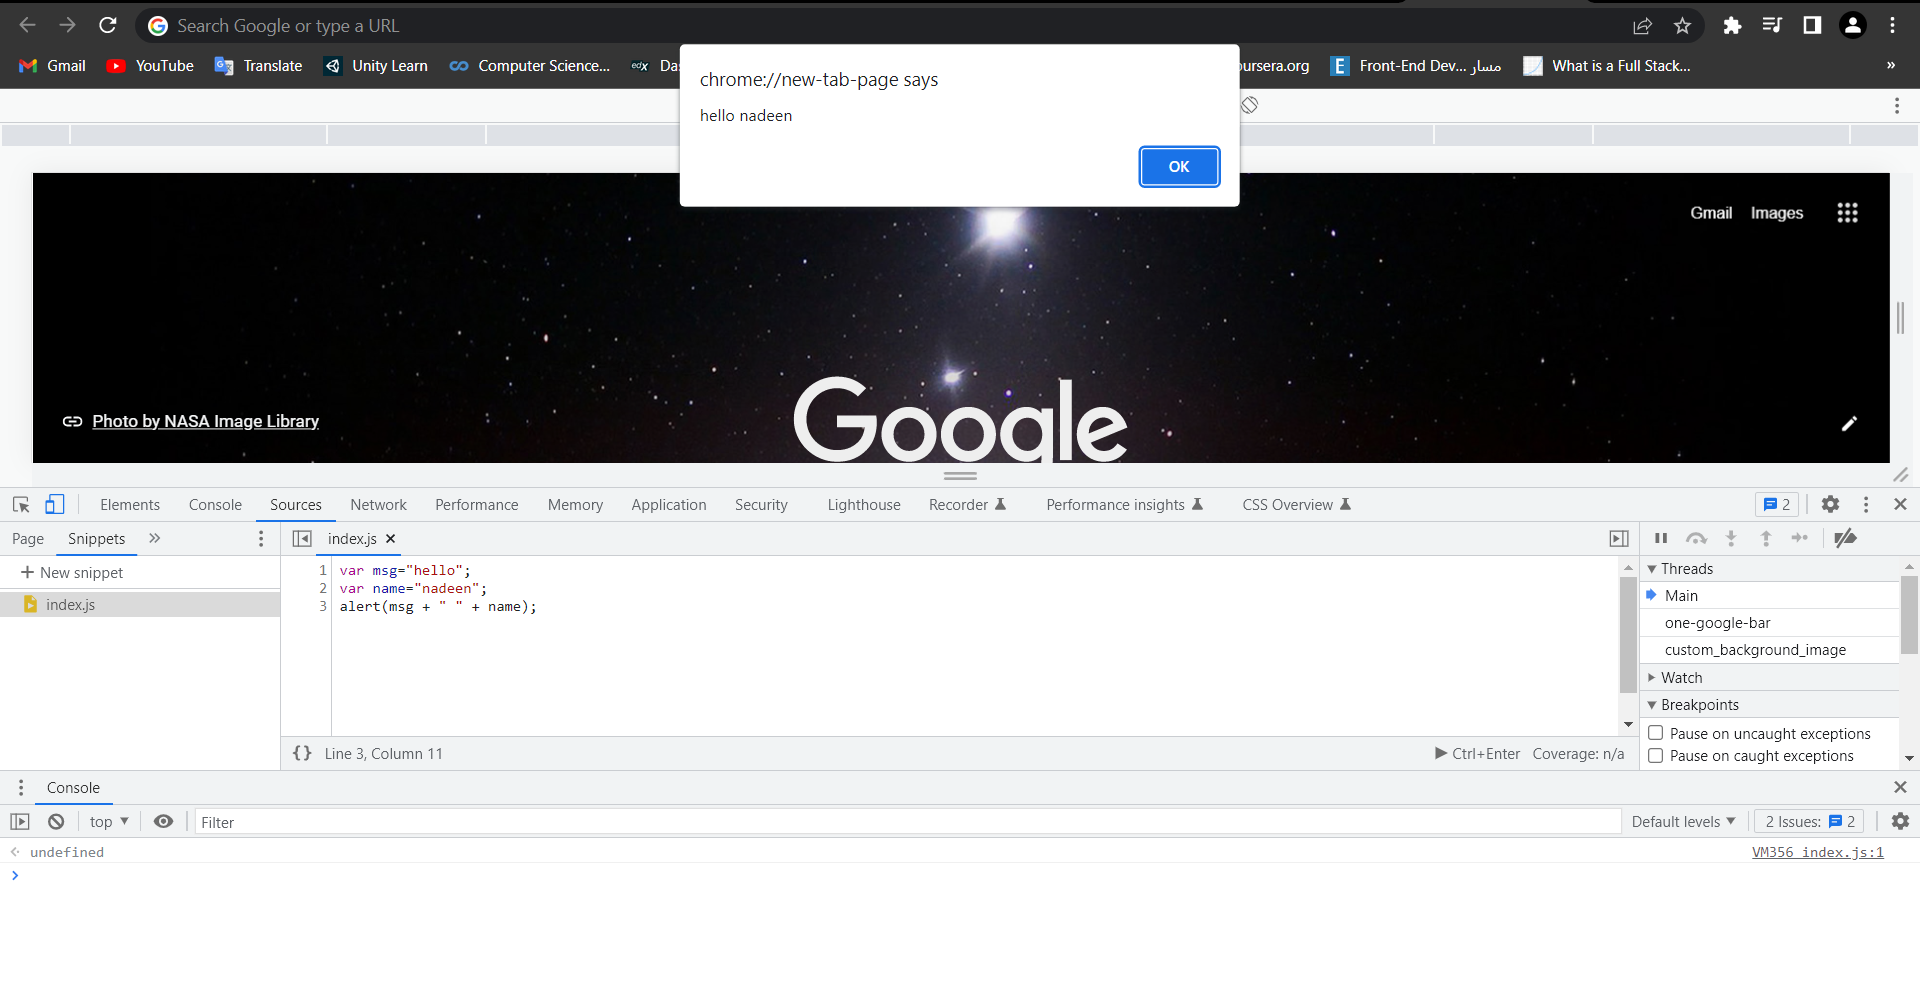 Search Google or type a URL
Gmail YouTube Translate Unity Learn Computer Science... edX Das oursera.org Front-End Dev... مسار What is a Full Stack... »
chrome://new-tab-page says
hello nadeen
OK
Gmail Images
Photo by NASA Image Library
Google
Elements Console Sources Network Performance Memory Application Security Lighthouse Recorder Performance insights CSS Overview 2
Page Snippets » index.js
+ New snippet
index.js
1 var msg="hello";
2 var name="nadeen";
3 alert(msg + " " + name);
{} Line 3, Column 11 Ctrl+Enter Coverage: n/a
Threads
Main
one-google-bar
custom_background_image
Watch
Breakpoints
Pause on uncaught exceptions
Pause on caught exceptions
Console
top Filter Default levels 2 Issues: 2
undefined VM356 index.js:1